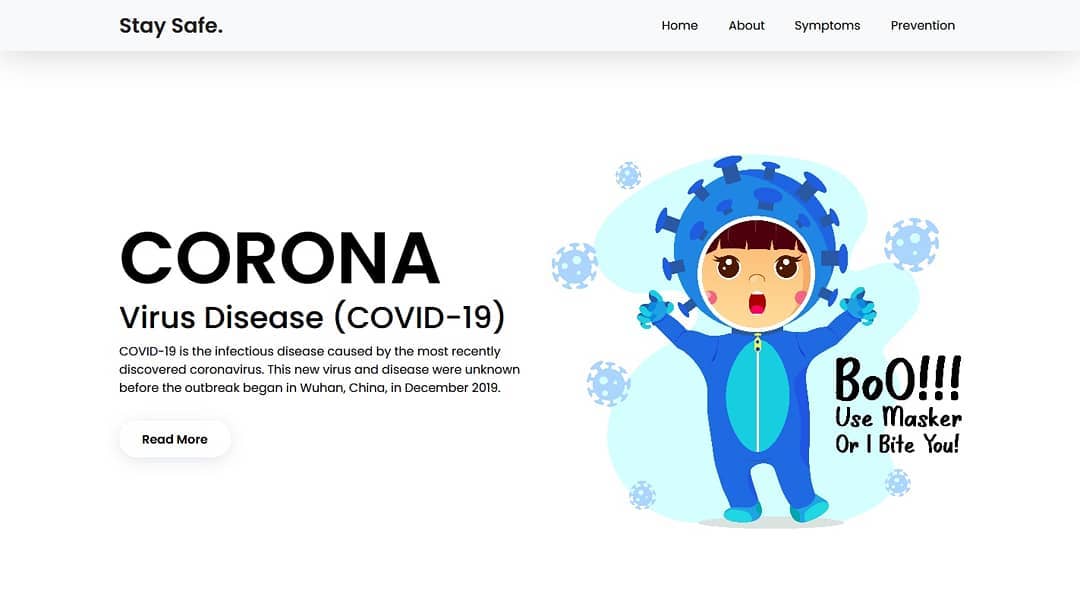 Stay Safe.
Home About Symptoms Prevention
CORONA
Virus Disease (COVID-19)
COVID-19 is the infectious disease caused by the most recently
discovered coronavirus. This new virus and disease were unknown
before the outbreak began in Wuhan, China, in December 2019.
Read More
BoO!!!
Use Masker
Or I Bite You!